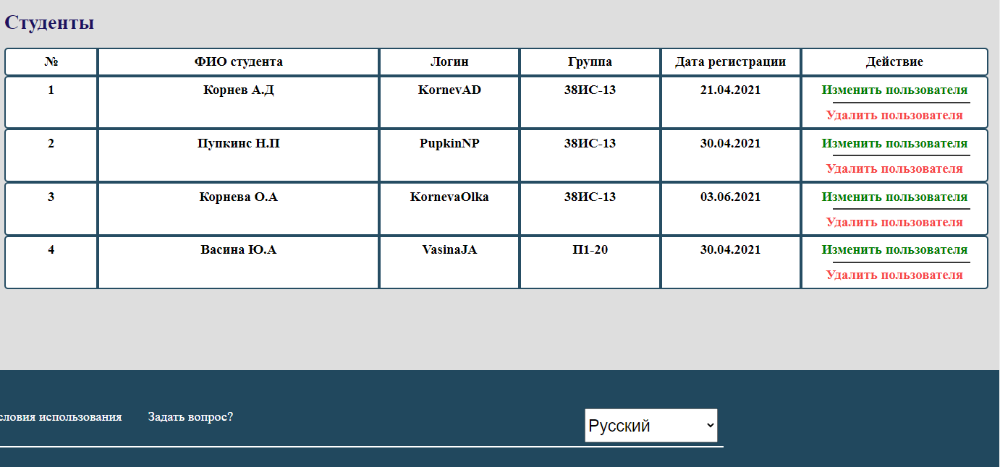 Студенты
№ ФИО студента Логин Группа Дата регистрации Действие
1 Корнев А.Д KornevAD 38ИС-13 21.04.2021 Изменить пользователя
Удалить пользователя
2 Пупкинс Н.П PupkinNP 38ИС-13 30.04.2021 Изменить пользователя
Удалить пользователя
3 Корнева О.А KornevaOlka 38ИС-13 03.06.2021 Изменить пользователя
Удалить пользователя
4 Васина Ю.А VasinaJA П1-20 30.04.2021 Изменить пользователя
Удалить пользователя
словия использования Задать вопрос?
Русский